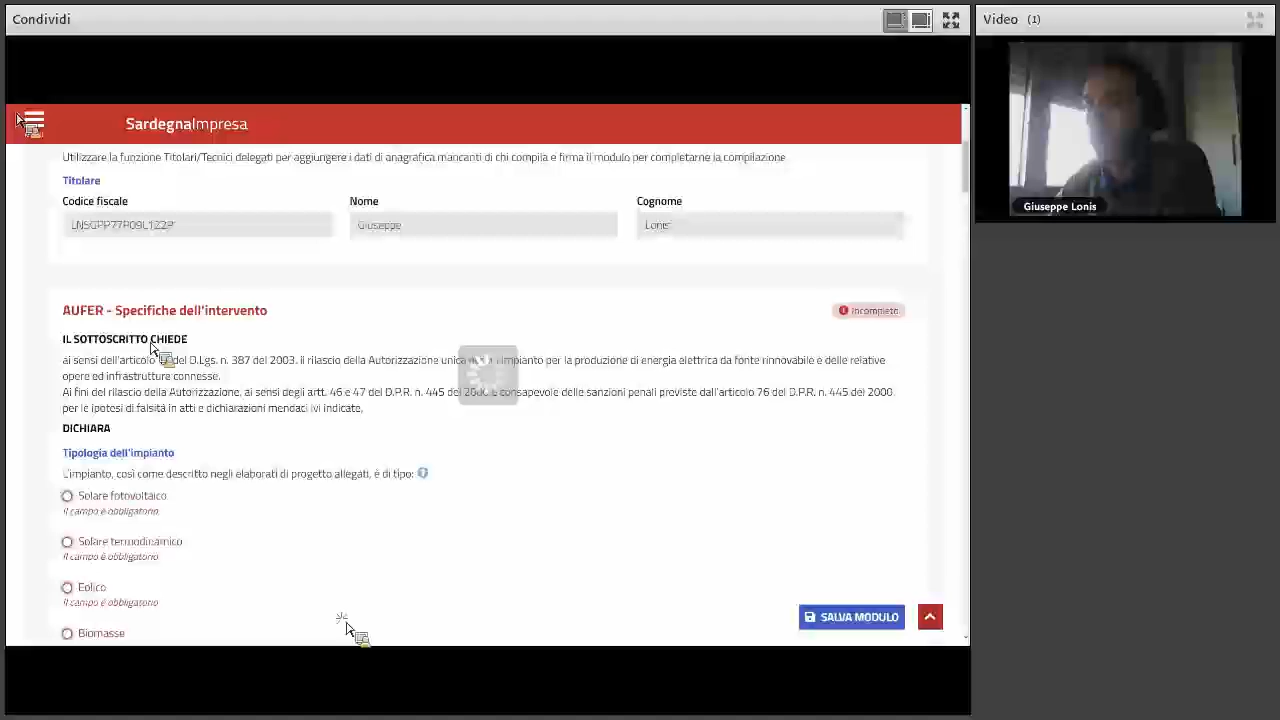 Condividi
Video (1)
SardegnaImpresa
Giuseppe Lonis
Utilizzare la funzione Titolari/Tecnici delegati per aggiungere i dati di anagrafica mancanti di chi compila e firma il modulo per completarne la compilazione
Titolare
Codice fiscale Nome Cognome
Giuseppe Lonis
AUFER - Specifiche dell'intervento
Incompleto
IL SOTTOSCRITTO CHIEDE
ai sensi dell'articolo del D.Lgs. n. 387 del 2003, il rilascio della Autorizzazione unica impianto per la produzione di energia elettrica da fonte rinnovabile e delle relative
opere ed infrastrutture connesse.
Ai fini del rilascio della Autorizzazione, ai sensi degli artt. 46 e 47 del D.P.R. n. 445 del consapevole delle sanzioni penali previste dall'articolo 76 del D.P.R. n. 445 del 2000
per le ipotesi di falsità in atti e dichiarazioni mendaci ivi indicate,
DICHIARA
Tipologia dell'impianto
L'impianto, così come descritto negli elaborati di progetto allegati, è di tipo:
Solare fotovoltaico
Il campo è obbligatorio
Solare termodinamico
Il campo è obbligatorio
Eolico
Il campo è obbligatorio
SALVA MODULO
Biomasse